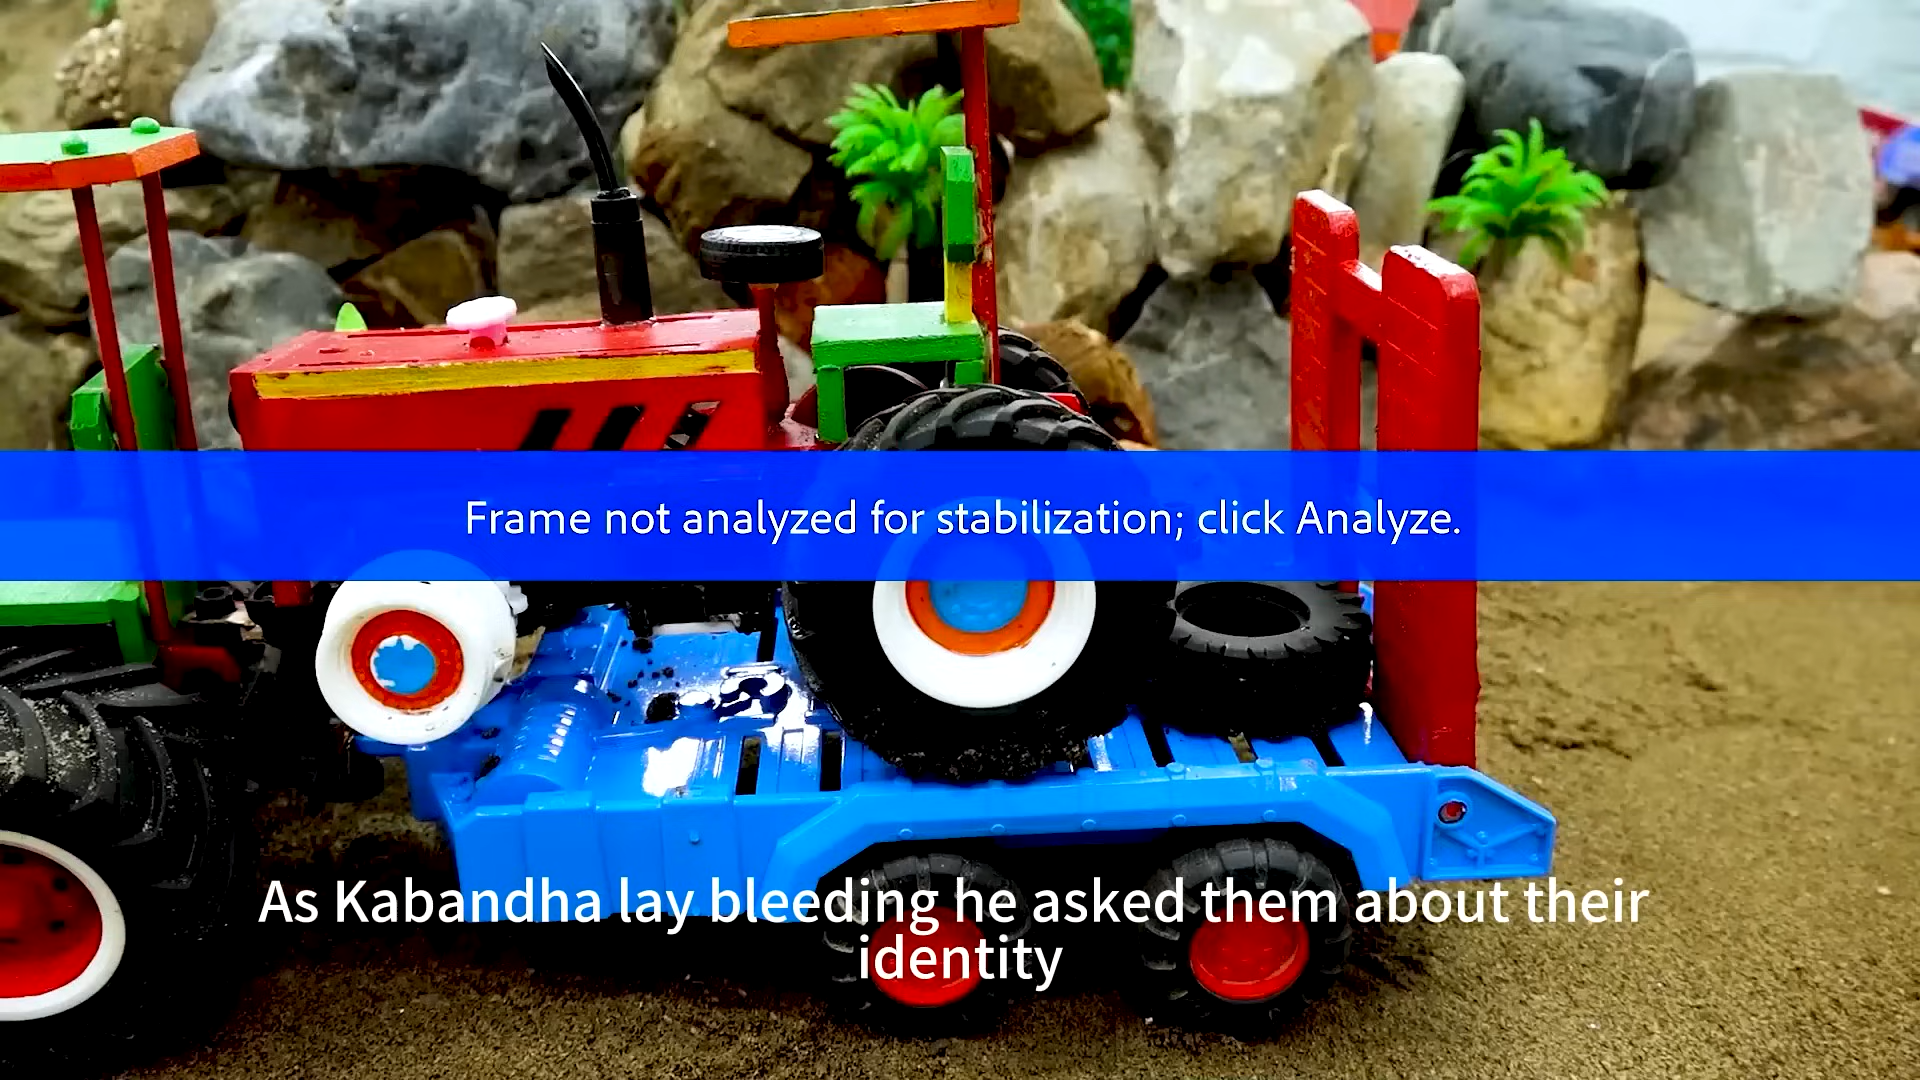 Frame not analyzed for stabilization; click Analyze.
As Kabandha lay bleeding he asked them about their
identity